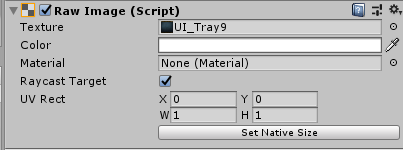 Raw Image (Script)
Texture UI_Tray9
Color
Material None (Material)
Raycast Target
UV Rect X 0 Y 0
W 1 H 1
Set Native Size